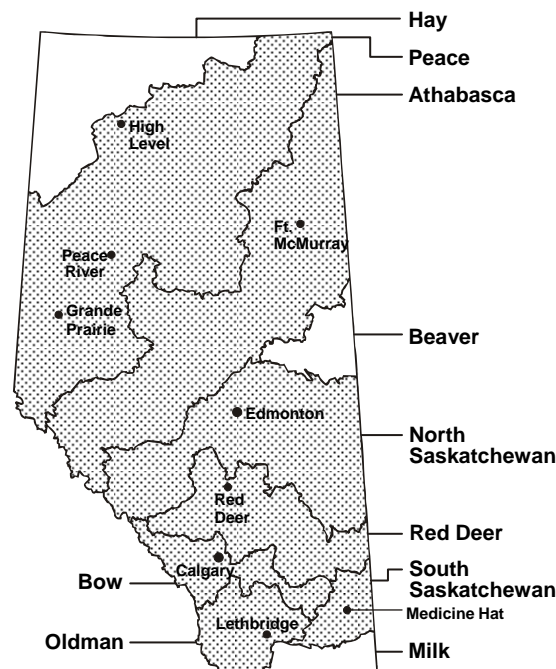 Hay
Peace
Athabasca
High
Level
Ft.
McMurray
Peace
River
Grande
Prairie
Beaver
Edmonton
North
Saskatchewan
Red
Deer
Red Deer
Calgary
South
Saskatchewan
Bow
Medicine Hat
Lethbridge
Oldman
Milk